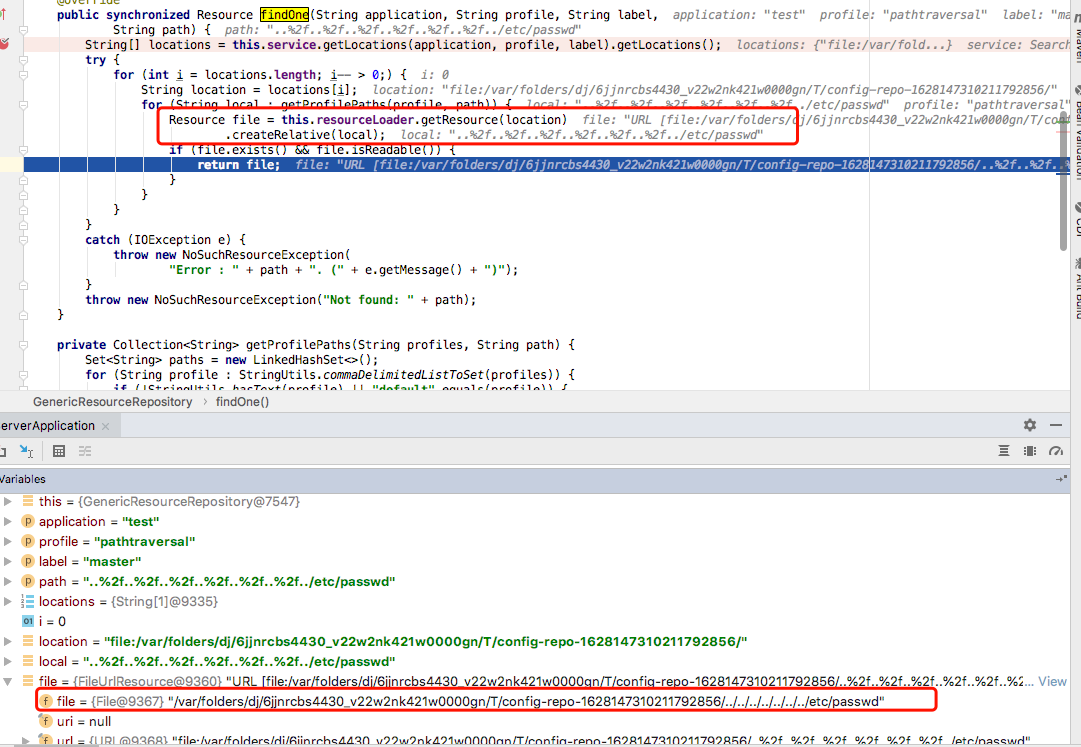 @Override
public synchronized Resource findOne(String application, String profile, String label,   application: "test"  profile: "pathtraversal"  label: "ma
String path) {  path: "..%2f..%2f..%2f..%2f..%2f..%2f../etc/passwd"
String[] locations = this.service.getLocations(application, profile, label).getLocations();  locations: {"file:/var/fold...}  service: Search
try {
for (int i = locations.length; i-- > 0;) {  i: 0
String location = locations[i];  location: "file:/var/folders/dj/6jjnrcbs4430_v22w2nk421w0000gn/T/config-repo-1628147310211792856/"
for (String local : getProfilePaths(profile, path)) {  local: "..%2f..%2f..%2f..%2f..%2f..%2f../etc/passwd"  profile: "pathtraversal"
Resource file = this.resourceLoader.getResource(location)  file: "URL [file:/var/folders/dj/6jjnrcbs4430_v22w2nk421w0000gn/T/con
.createRelative(local);  local: "..%2f..%2f..%2f..%2f..%2f..%2f../etc/passwd"
if (file.exists() && file.isReadable()) {
return file;  file: "URL [file:/var/folders/dj/6jjnrcbs4430_v22w2nk421w0000gn/T/config-repo-1628147310211792856/..%2f..%2f..%
}
}
}
}
catch (IOException e) {
throw new NoSuchResourceException(
"Error : " + path + ". (" + e.getMessage() + ")");
}
throw new NoSuchResourceException("Not found: " + path);
}
private Collection<String> getProfilePaths(String profiles, String path) {
Set<String> paths = new LinkedHashSet<>();
for (String profile : StringUtils.commaDelimitedListToSet(profiles)) {
if (!StringUtils.hasText(profile) || "default".equals(profile)) {
Maven
Bean Validation
CDI
Ant Build
GenericResourceRepository › findOne()
erverApplication ×
Variables
this = {GenericResourceRepository@7547}
application = "test"
profile = "pathtraversal"
label = "master"
path = "..%2f..%2f..%2f..%2f..%2f..%2f../etc/passwd"
locations = {String[1]@9335}
i = 0
location = "file:/var/folders/dj/6jjnrcbs4430_v22w2nk421w0000gn/T/config-repo-1628147310211792856/"
local = "..%2f..%2f..%2f..%2f..%2f..%2f../etc/passwd"
file = {FileUrlResource@9360} "URL [file:/var/folders/dj/6jjnrcbs4430_v22w2nk421w0000gn/T/config-repo-1628147310211792856/..%2f..%2f..%2f..%2f..%2f..%2... View
file = {File@9367} "/var/folders/dj/6jjnrcbs4430_v22w2nk421w0000gn/T/config-repo-1628147310211792856/../../../../../../../etc/passwd"
uri = null
url = {URL@9368} "file:/var/folders/dj/6jjnrcbs4430_v22w2nk421w0000gn/T/config-repo-1628147310211792856/..%2f..%2f..%2f..%2f..%2f..%2f../etc/passwd"